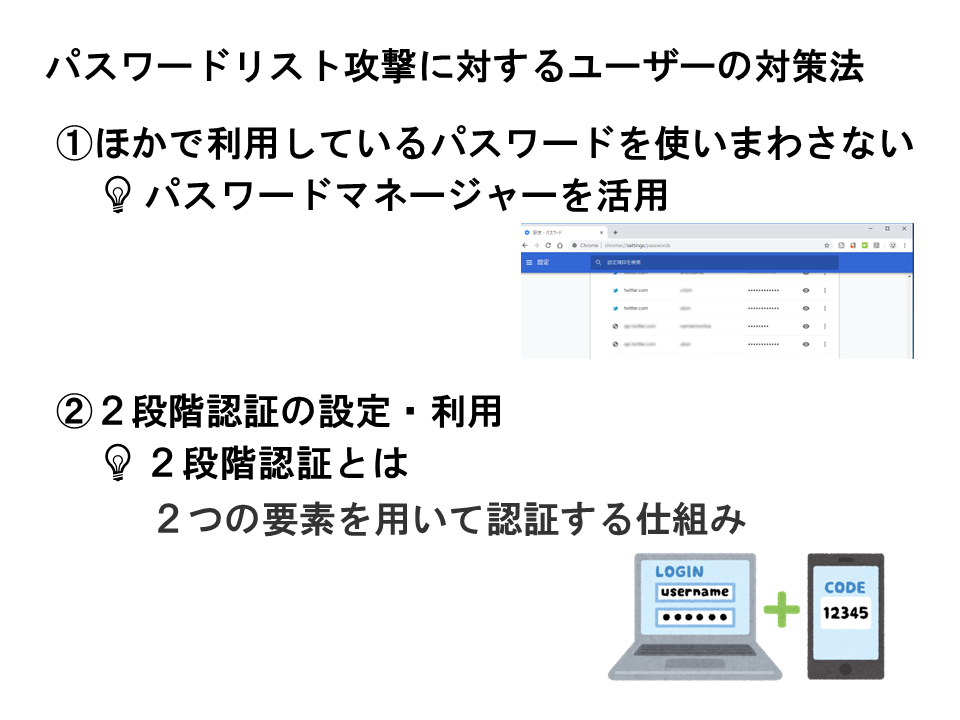 パスワードリスト攻撃に対するユーザーの対策法
①ほかで利用しているパスワードを使いまわさない
パスワードマネージャーを活用
設定 - パスワード
Chrome | chrome://settings/passwords
設定
設定項目を検索
twitter.com
twitter.com
②２段階認証の設定・利用
２段階認証とは
２つの要素を用いて認証する仕組み
LOGIN
username
CODE
12345